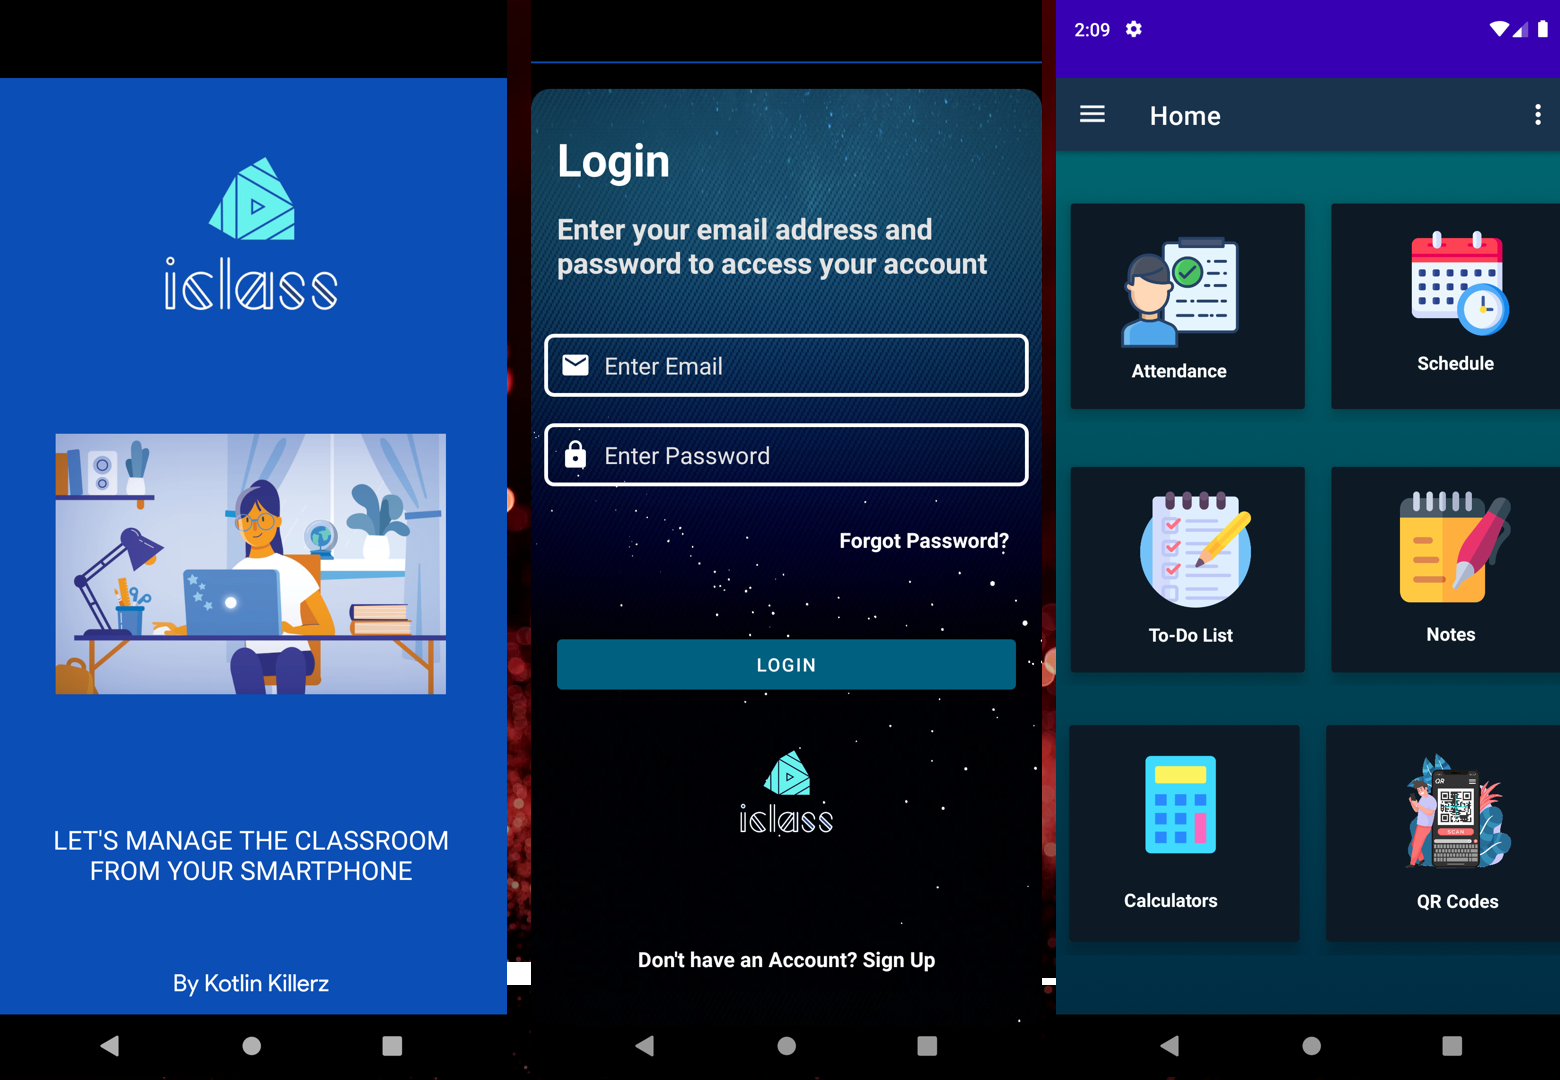 iclass
LET'S MANAGE THE CLASSROOM
FROM YOUR SMARTPHONE
By Kotlin Killerz
Login
Enter your email address and
password to access your account
Enter Email
Enter Password
Forgot Password?
LOGIN
iclass
Don't have an Account? Sign Up
2:09
Home
Attendance
Schedule
To-Do List
Notes
QR
SCAN
Calculators
QR Codes